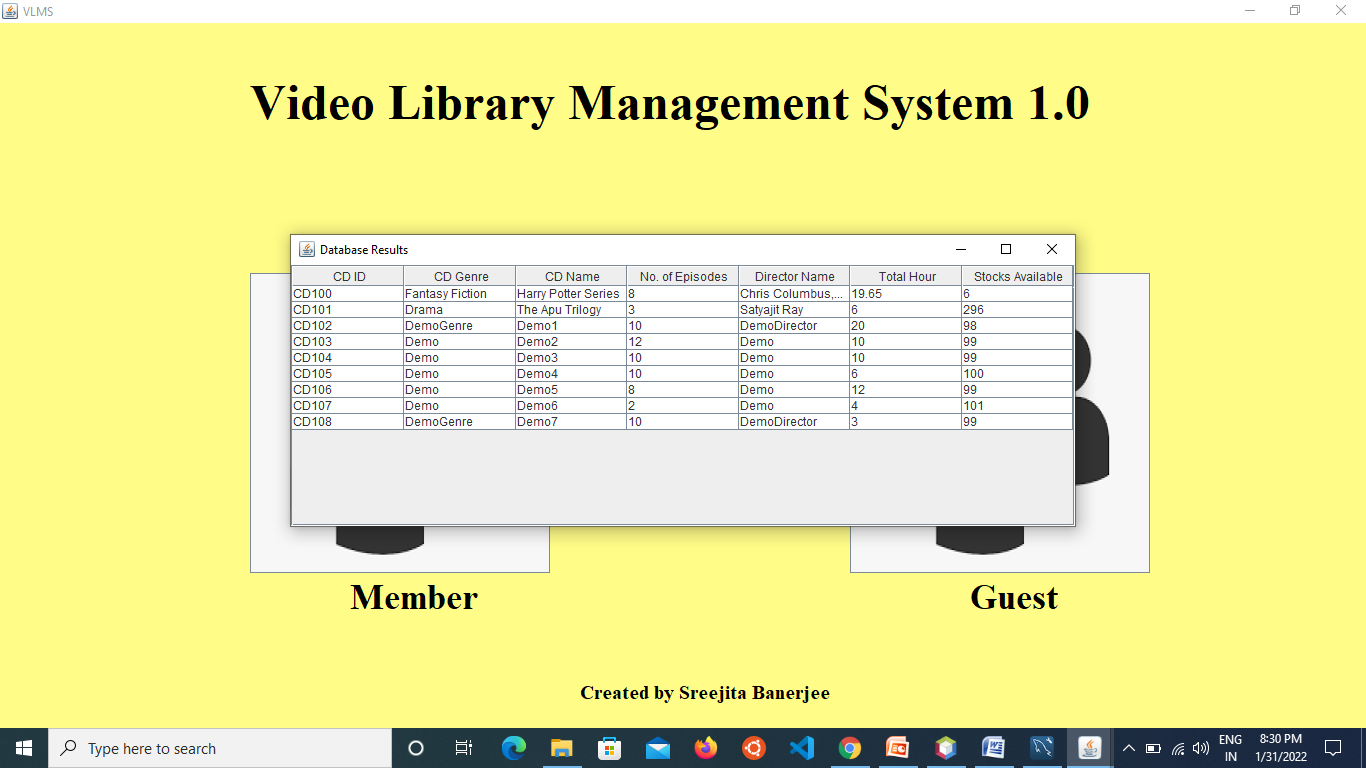 VLMS
Video Library Management System 1.0
Database Results
CD ID CD Genre CD Name No. of Episodes Director Name Total Hour Stocks Available
CD100 Fantasy Fiction Harry Potter Series 8 Chris Columbus,... 19.65 6
CD101 Drama The Apu Trilogy 3 Satyajit Ray 6 296
CD102 DemoGenre Demo1 10 DemoDirector 20 98
CD103 Demo Demo2 12 Demo 10 99
CD104 Demo Demo3 10 Demo 10 99
CD105 Demo Demo4 10 Demo 6 100
CD106 Demo Demo5 8 Demo 12 99
CD107 Demo Demo6 2 Demo 4 101
CD108 DemoGenre Demo7 10 DemoDirector 3 99
Member Guest
Created by Sreejita Banerjee
Type here to search
ENG 8:30 PM
IN 1/31/2022